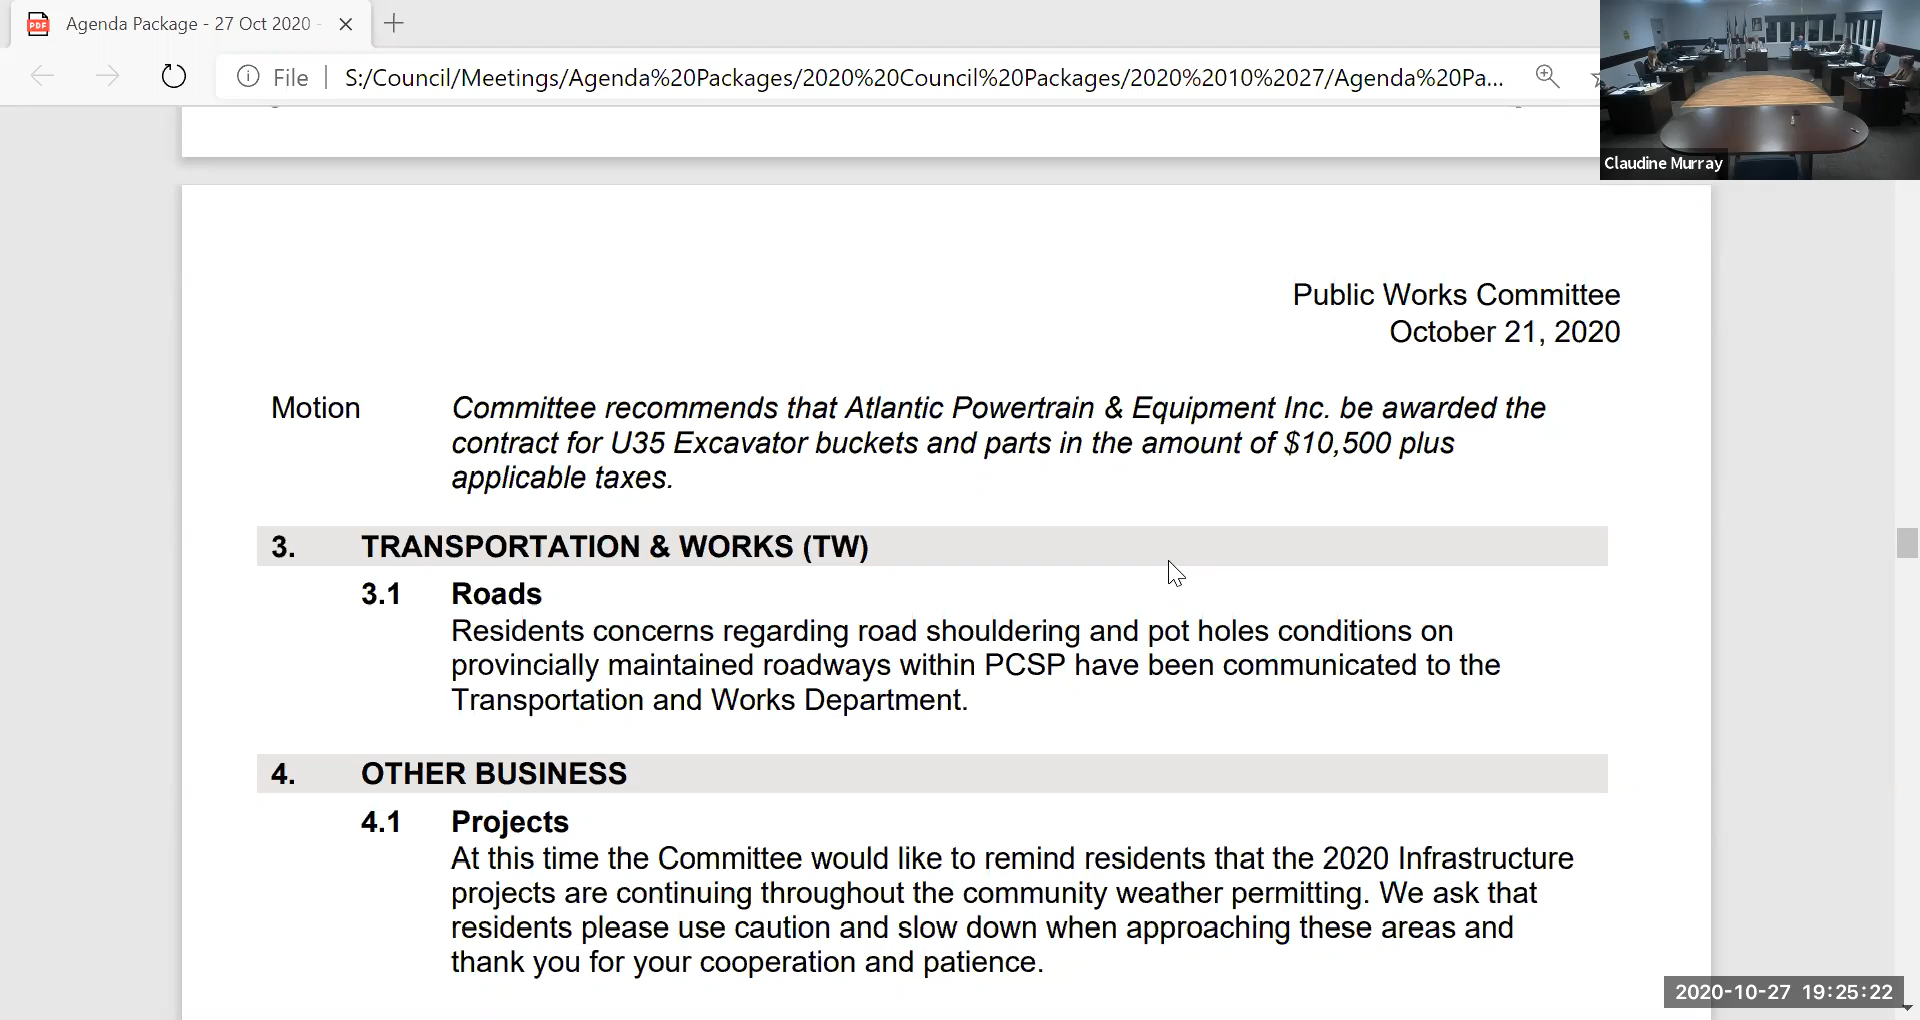 Agenda Package - 27 Oct 2020 -
File
S:/Council/Meetings/Agenda%20Packages/2020%20Council%20Packages/2020%2010%2027/Agenda%20Pa...
Claudine Murray
Public Works Committee
October 21, 2020
Motion Committee recommends that Atlantic Powertrain & Equipment Inc. be awarded the
contract for U35 Excavator buckets and parts in the amount of $10,500 plus
applicable taxes.
3. TRANSPORTATION & WORKS (TW)
3.1 Roads
Residents concerns regarding road shouldering and pot holes conditions on
provincially maintained roadways within PCSP have been communicated to the
Transportation and Works Department.
4. OTHER BUSINESS
4.1 Projects
At this time the Committee would like to remind residents that the 2020 Infrastructure
projects are continuing throughout the community weather permitting. We ask that
residents please use caution and slow down when approaching these areas and
thank you for your cooperation and patience.
2020-10-27 19:25:22